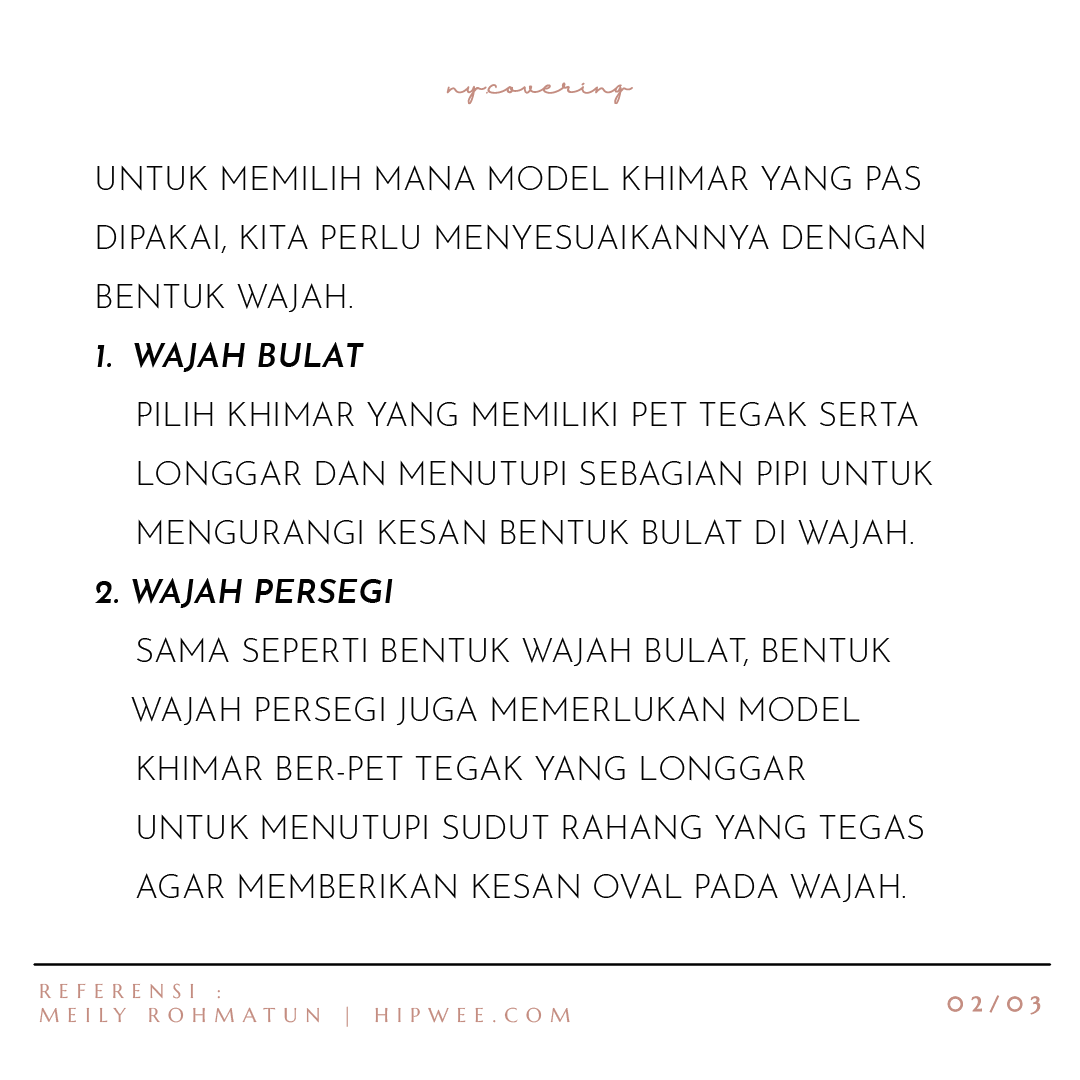 ny.covering
UNTUK MEMILIH MANA MODEL KHIMAR YANG PAS
DIPAKAI, KITA PERLU MENYESUAIKANNYA DENGAN
BENTUK WAJAH.
1. WAJAH BULAT
PILIH KHIMAR YANG MEMILIKI PET TEGAK SERTA
LONGGAR DAN MENUTUPI SEBAGIAN PIPI UNTUK
MENGURANGI KESAN BENTUK BULAT DI WAJAH.
2. WAJAH PERSEGI
SAMA SEPERTI BENTUK WAJAH BULAT, BENTUK
WAJAH PERSEGI JUGA MEMERLUKAN MODEL
KHIMAR BER-PET TEGAK YANG LONGGAR
UNTUK MENUTUPI SUDUT RAHANG YANG TEGAS
AGAR MEMBERIKAN KESAN OVAL PADA WAJAH.
REFERENSI :
MEILY ROHMATUN | HIPWEE.COM
02/03